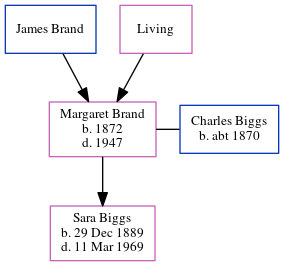 James Brand
Living
Margaret Brand
b. 1872
d. 1947
Charles Biggs
b. abt 1870
Sara Biggs
b. 29 Dec 1889
d. 11 Mar 1969